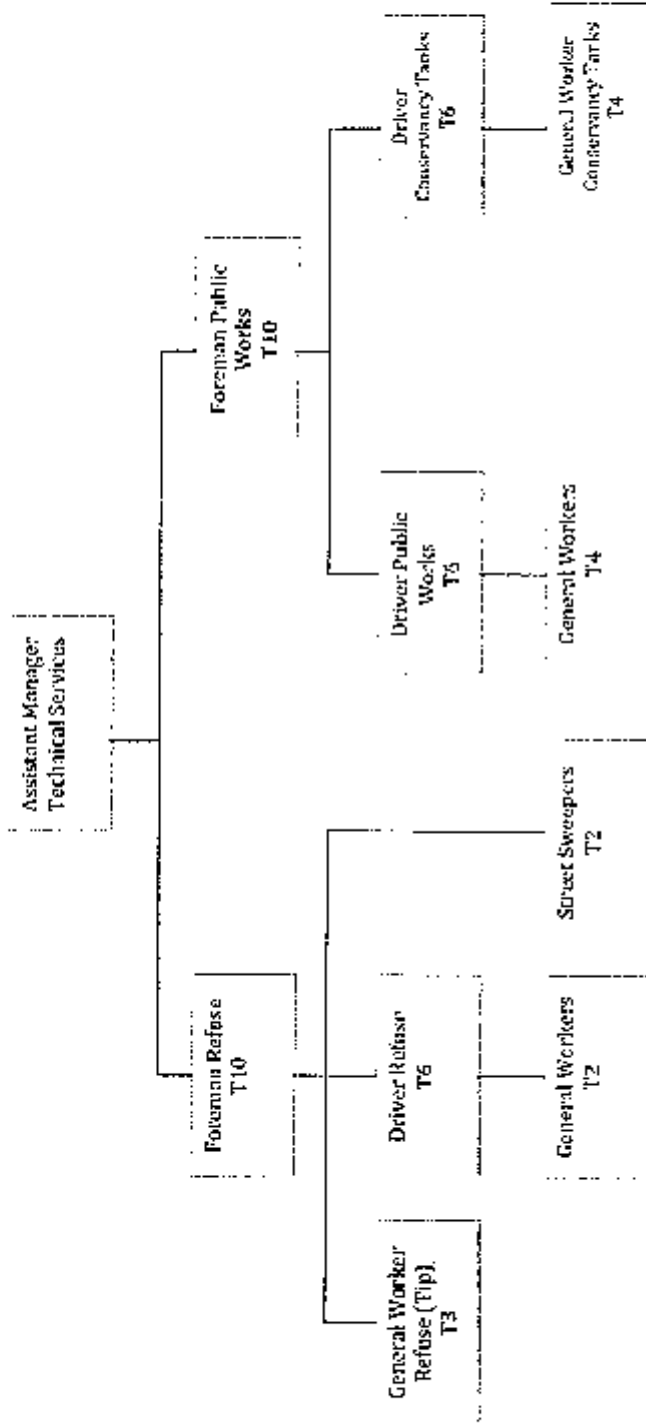 Assistant Manager
Technical Services
Foreman Refuse
T10
Foreman Public
Works
T10
General Worker
Refuse (Tip)
T3
Driver Refuse
T6
Driver Public
Works
T6
Driver
Conservancy Tanks
T6
General Workers
T2
Street Sweepers
T2
General Workers
T4
General Worker
Conservancy Tanks
T4